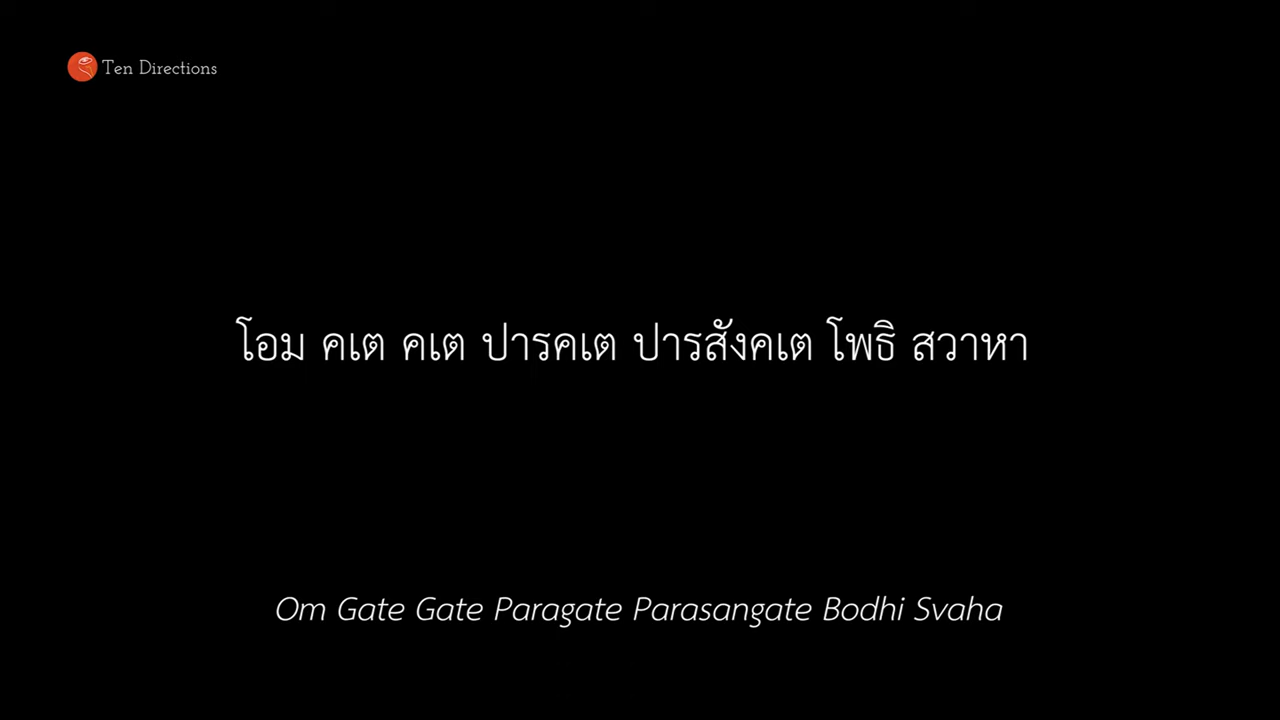 Ten Directions
โอม คเต คเต ปารคเต ปารสังคเต โพธิ สวาหา
Om Gate Gate Paragate Parasangate Bodhi Svaha